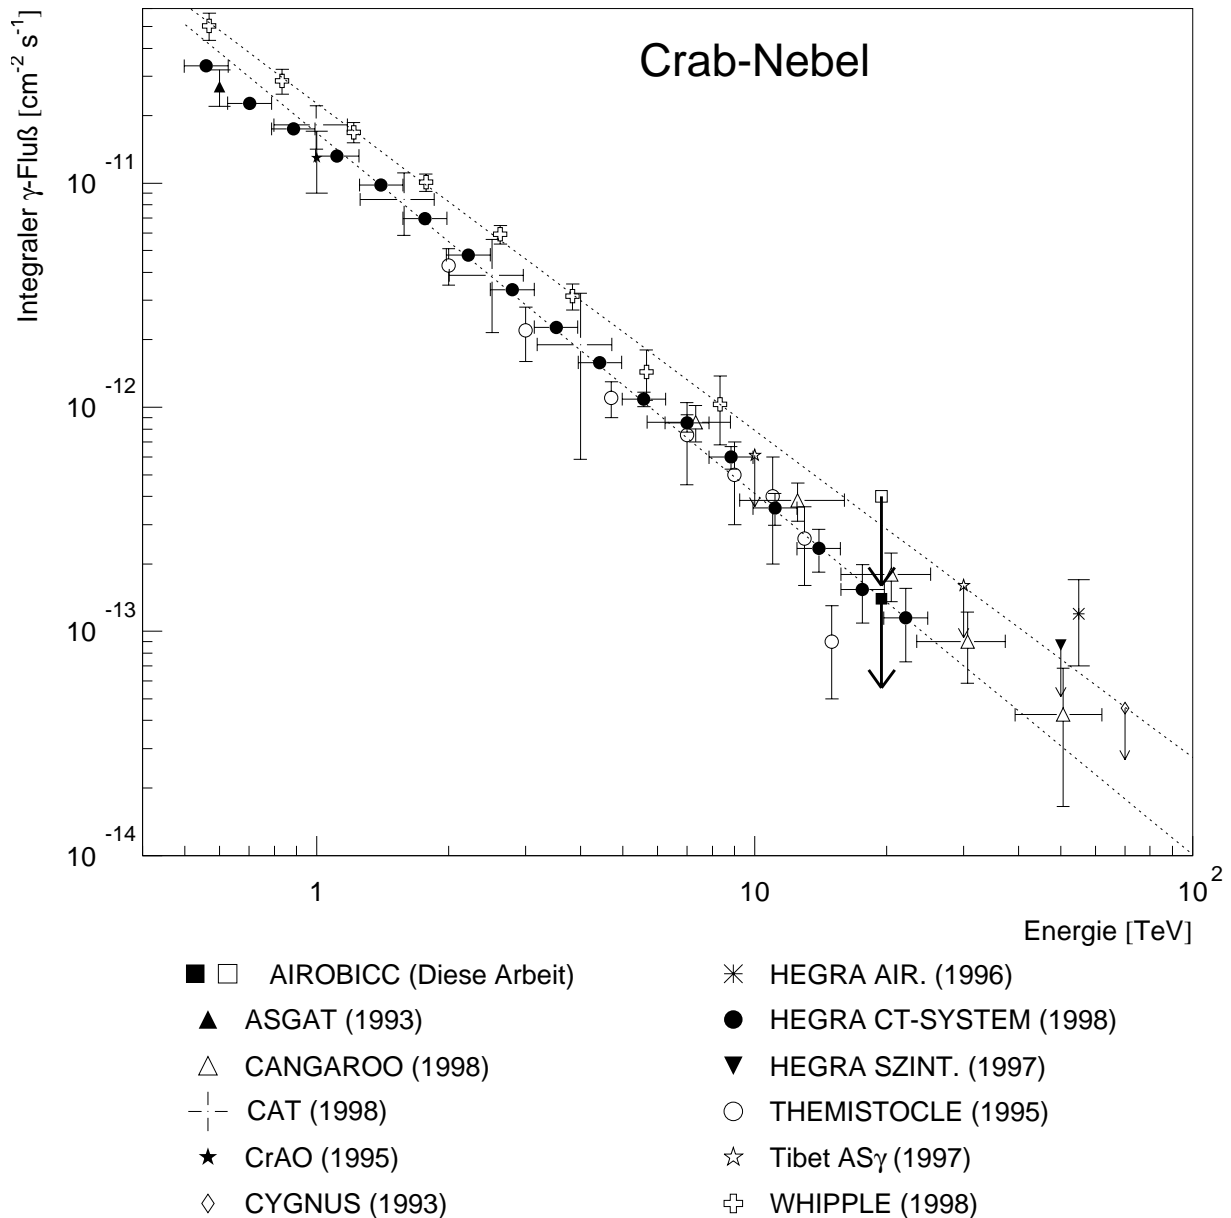 Crab-Nebel
Integraler γ-Fluß [cm⁻² s⁻¹]
10⁻¹¹
10⁻¹²
10⁻¹³
10⁻¹⁴
1
10
10²
Energie [TeV]
AIROBICC (Diese Arbeit)
ASGAT (1993)
CANGAROO (1998)
CAT (1998)
CrAO (1995)
CYGNUS (1993)
HEGRA AIR. (1996)
HEGRA CT-SYSTEM (1998)
HEGRA SZINT. (1997)
THEMISTOCLE (1995)
Tibet ASγ (1997)
WHIPPLE (1998)